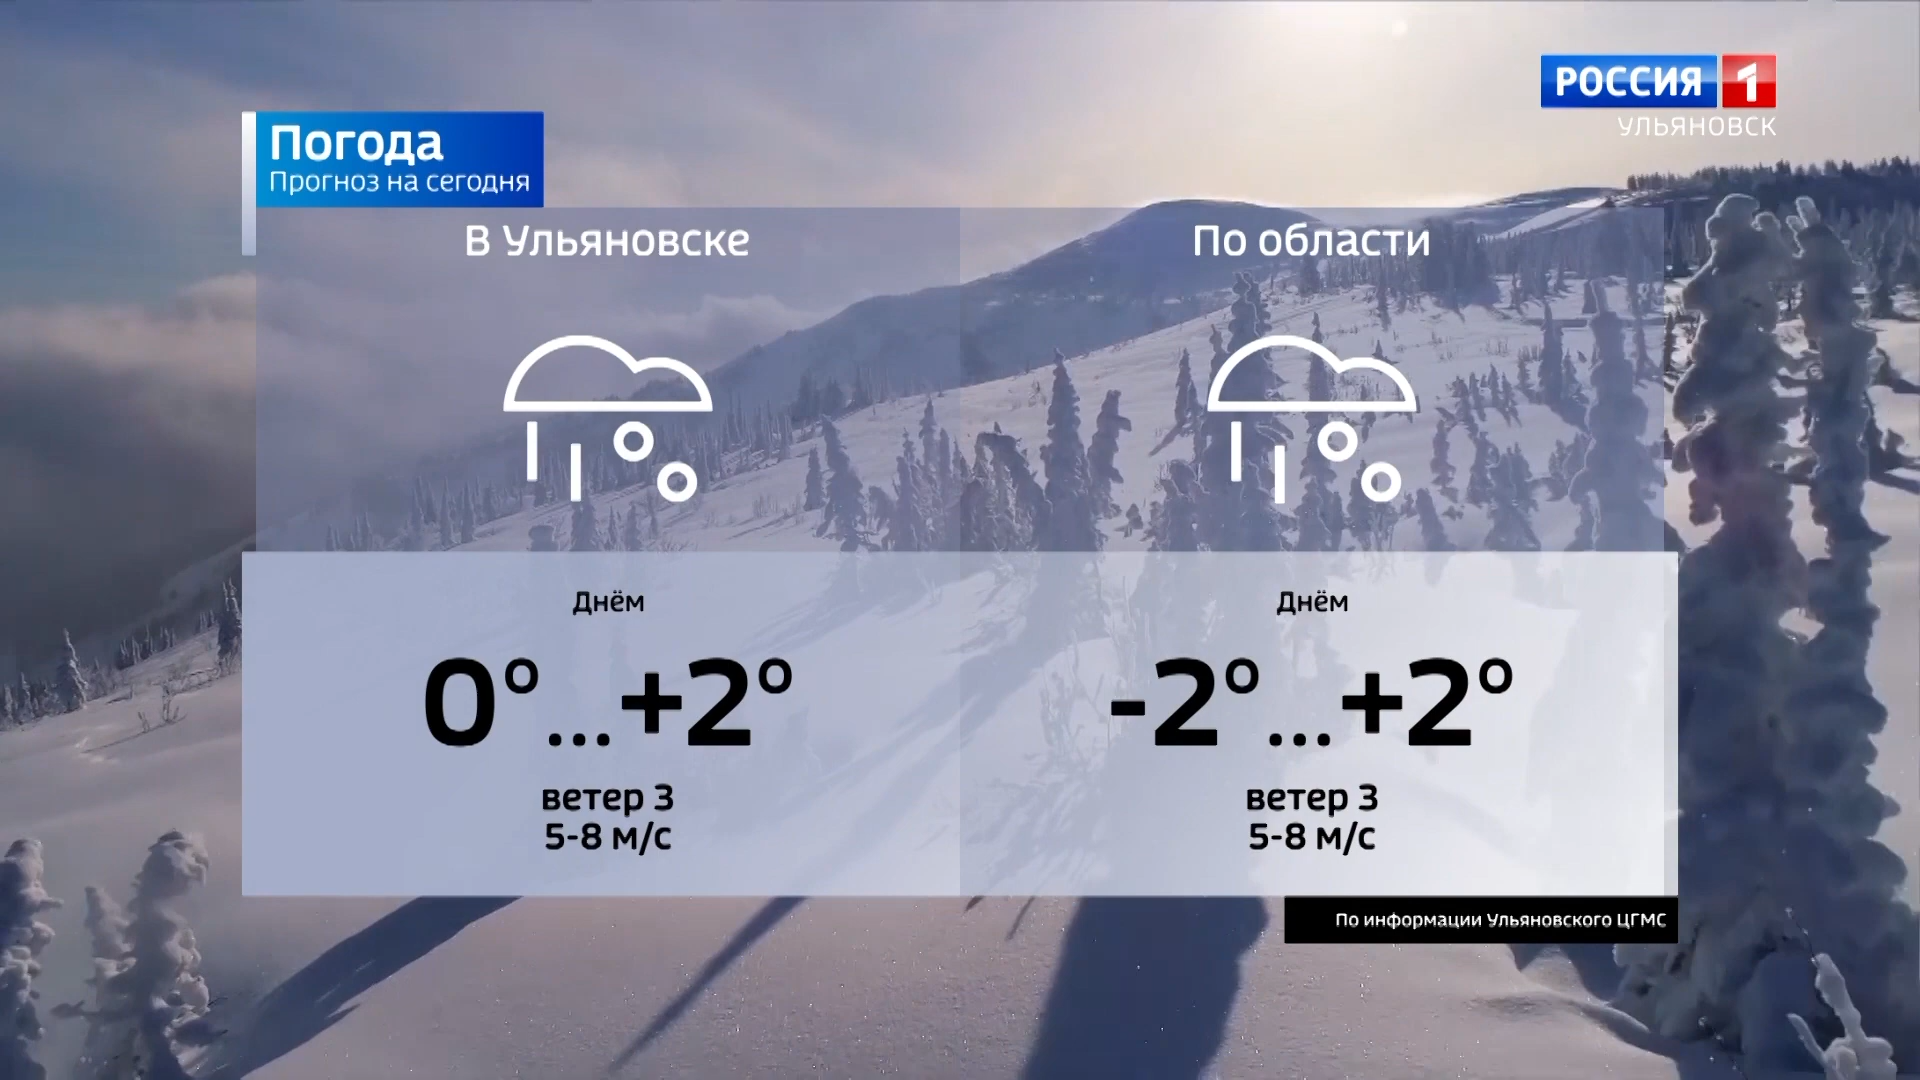 РОССИЯ 1
УЛЬЯНОВСК
Погода
Прогноз на сегодня
В Ульяновске
По области
Днём
0°...+2°
ветер З
5-8 м/с
Днём
-2°...+2°
ветер З
5-8 м/с
По информации Ульяновского ЦГМС